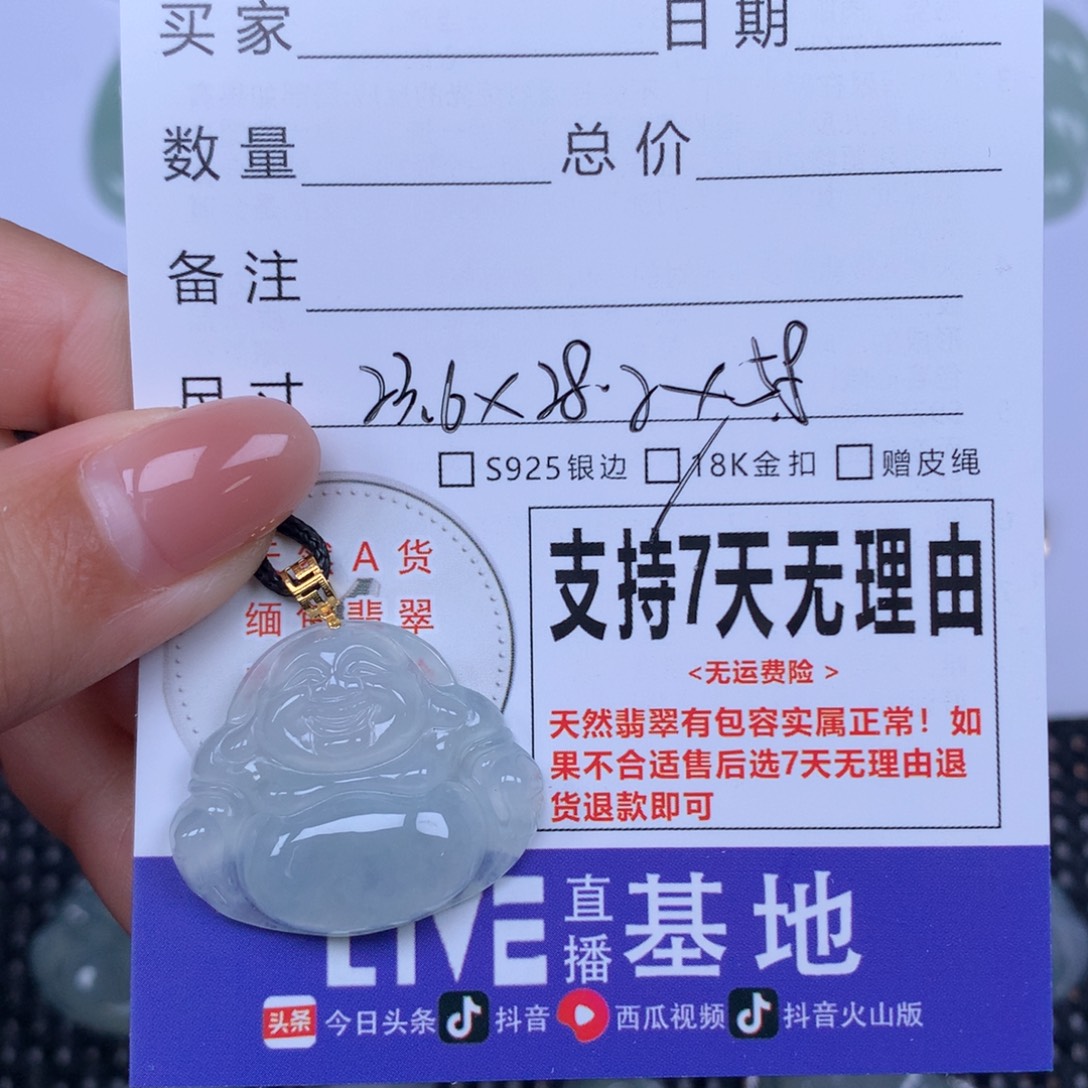 买家 日期
数量 总价
备注
尺寸 23.6×28.2×5.8
S925银边 18K金扣 赠皮绳
A货
缅 翡翠
支持7天无理由
<无运费险 >
天然翡翠有包容实属正常！如
果不合适售后选7天无理由退
货退款即可
LIVE 直播 基地
头条 今日头条 抖音 西瓜视频 抖音火山版